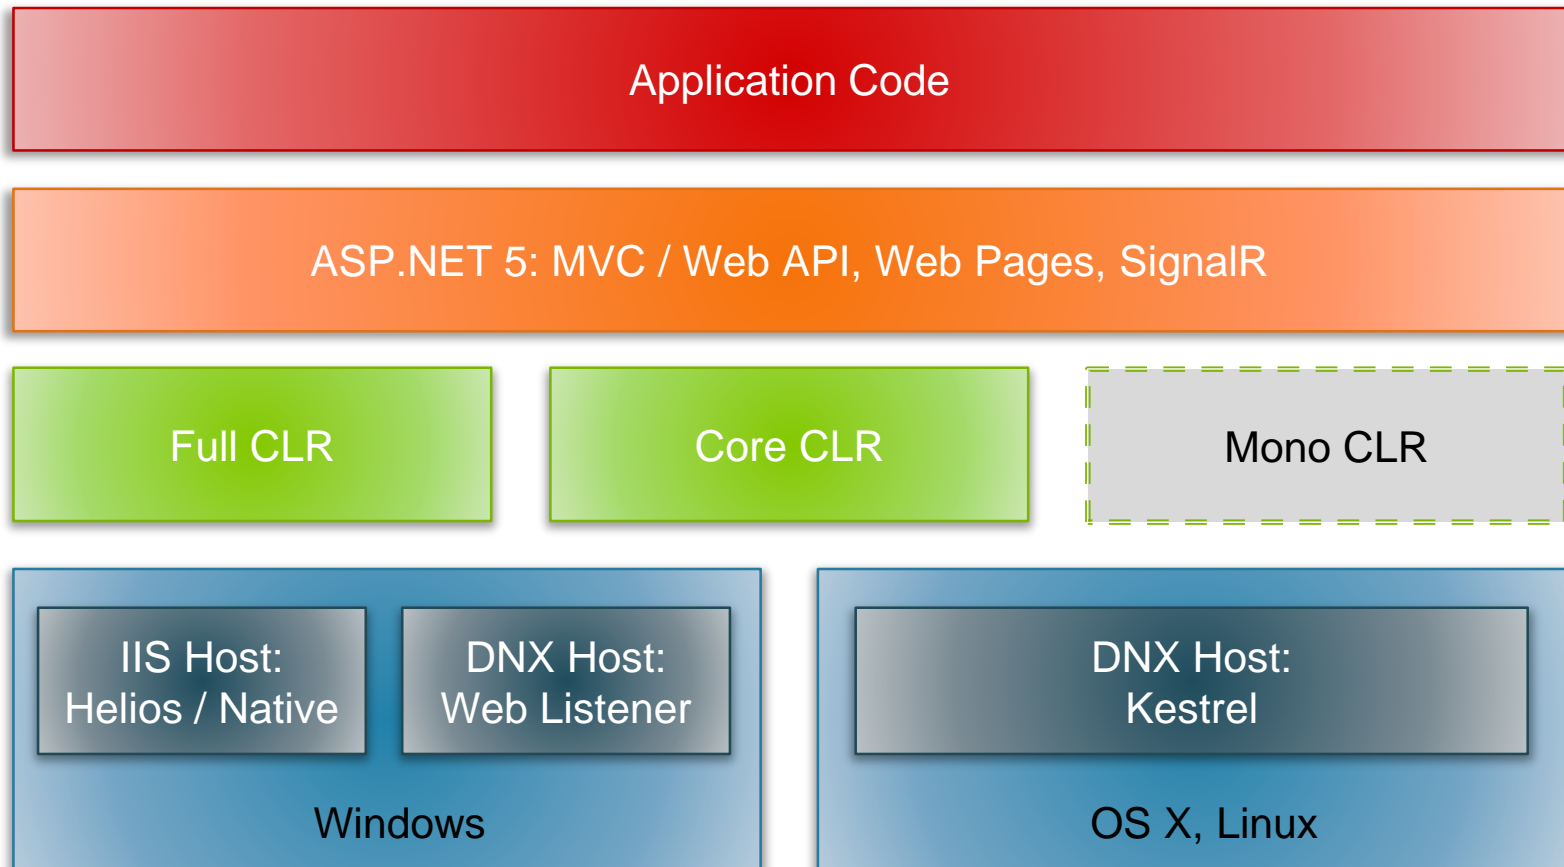 Application Code
ASP.NET 5: MVC / Web API, Web Pages, SignalR
Full CLR
Core CLR
Mono CLR
IIS Host:
Helios / Native
DNX Host:
Web Listener
DNX Host:
Kestrel
Windows
OS X, Linux